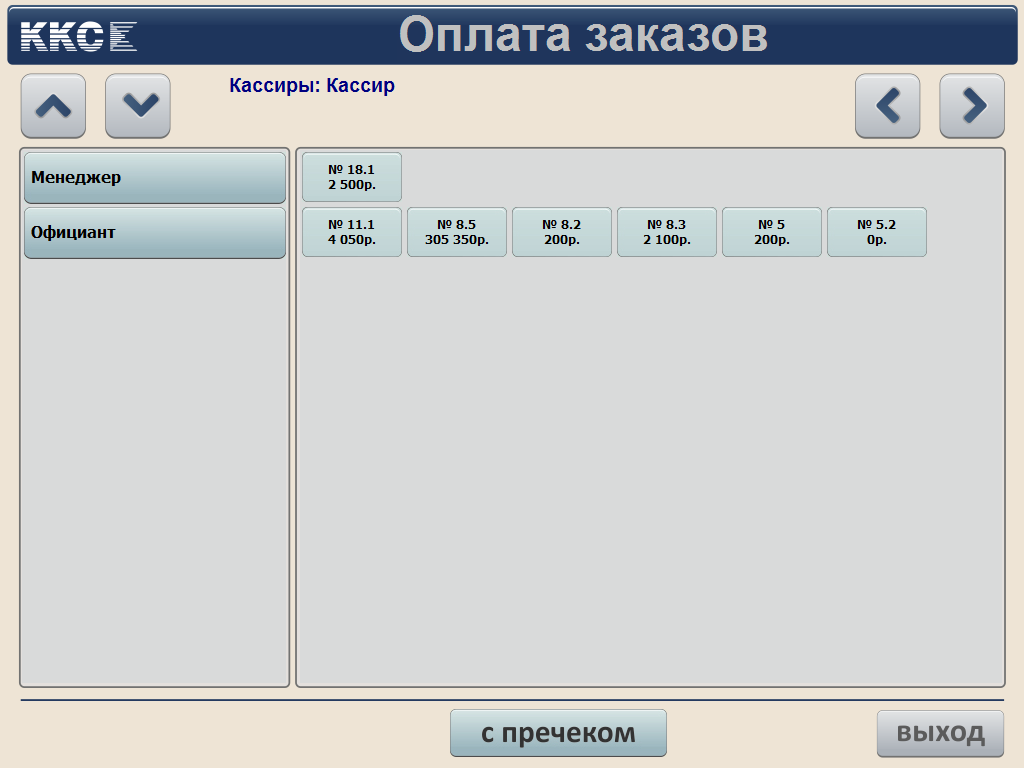 ККСЕ
Оплата заказов
Кассиры: Кассир
Менеджер
№ 18.1
2 500р.
Официант
№ 11.1
4 050р.
№ 8.5
305 350р.
№ 8.2
200р.
№ 8.3
2 100р.
№ 5
200р.
№ 5.2
0р.
с пречеком
выход